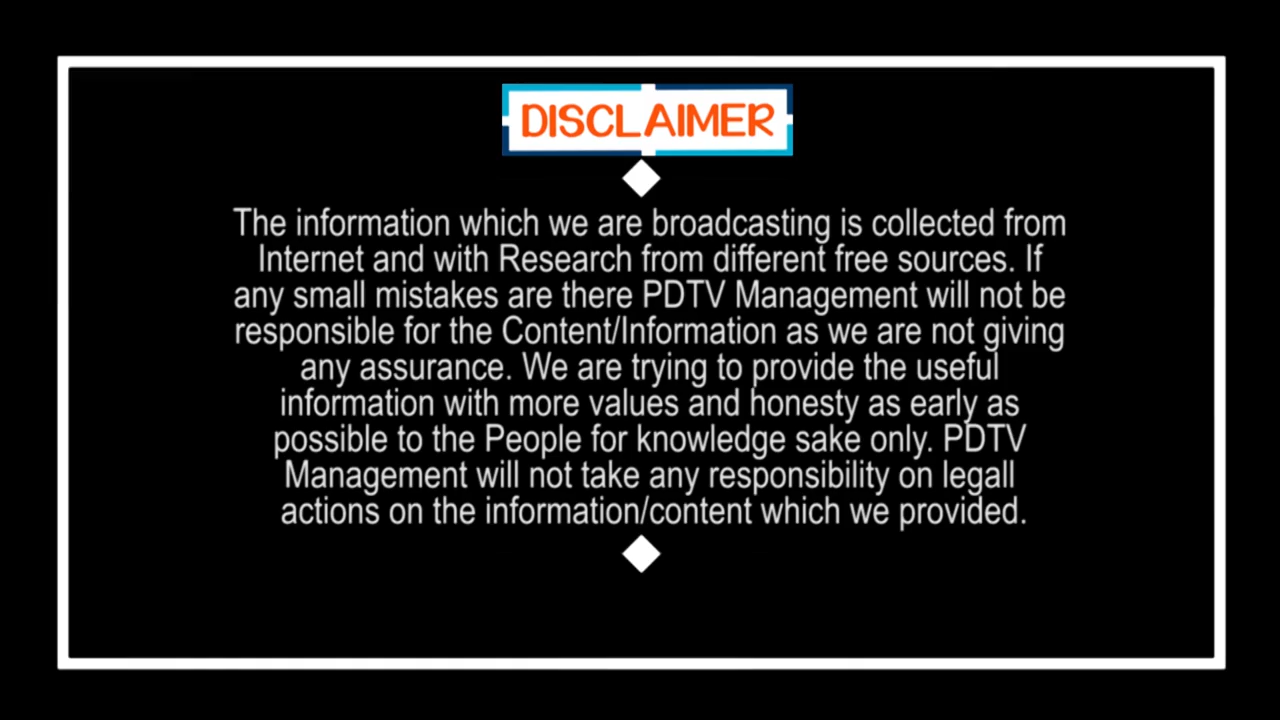 DISCLAIMER
The information which we are broadcasting is collected from
Internet and with Research from different free sources. If
any small mistakes are there PDTV Management will not be
responsible for the Content/Information as we are not giving
any assurance. We are trying to provide the useful
information with more values and honesty as early as
possible to the People for knowledge sake only. PDTV
Management will not take any responsibility on legall
actions on the information/content which we provided.